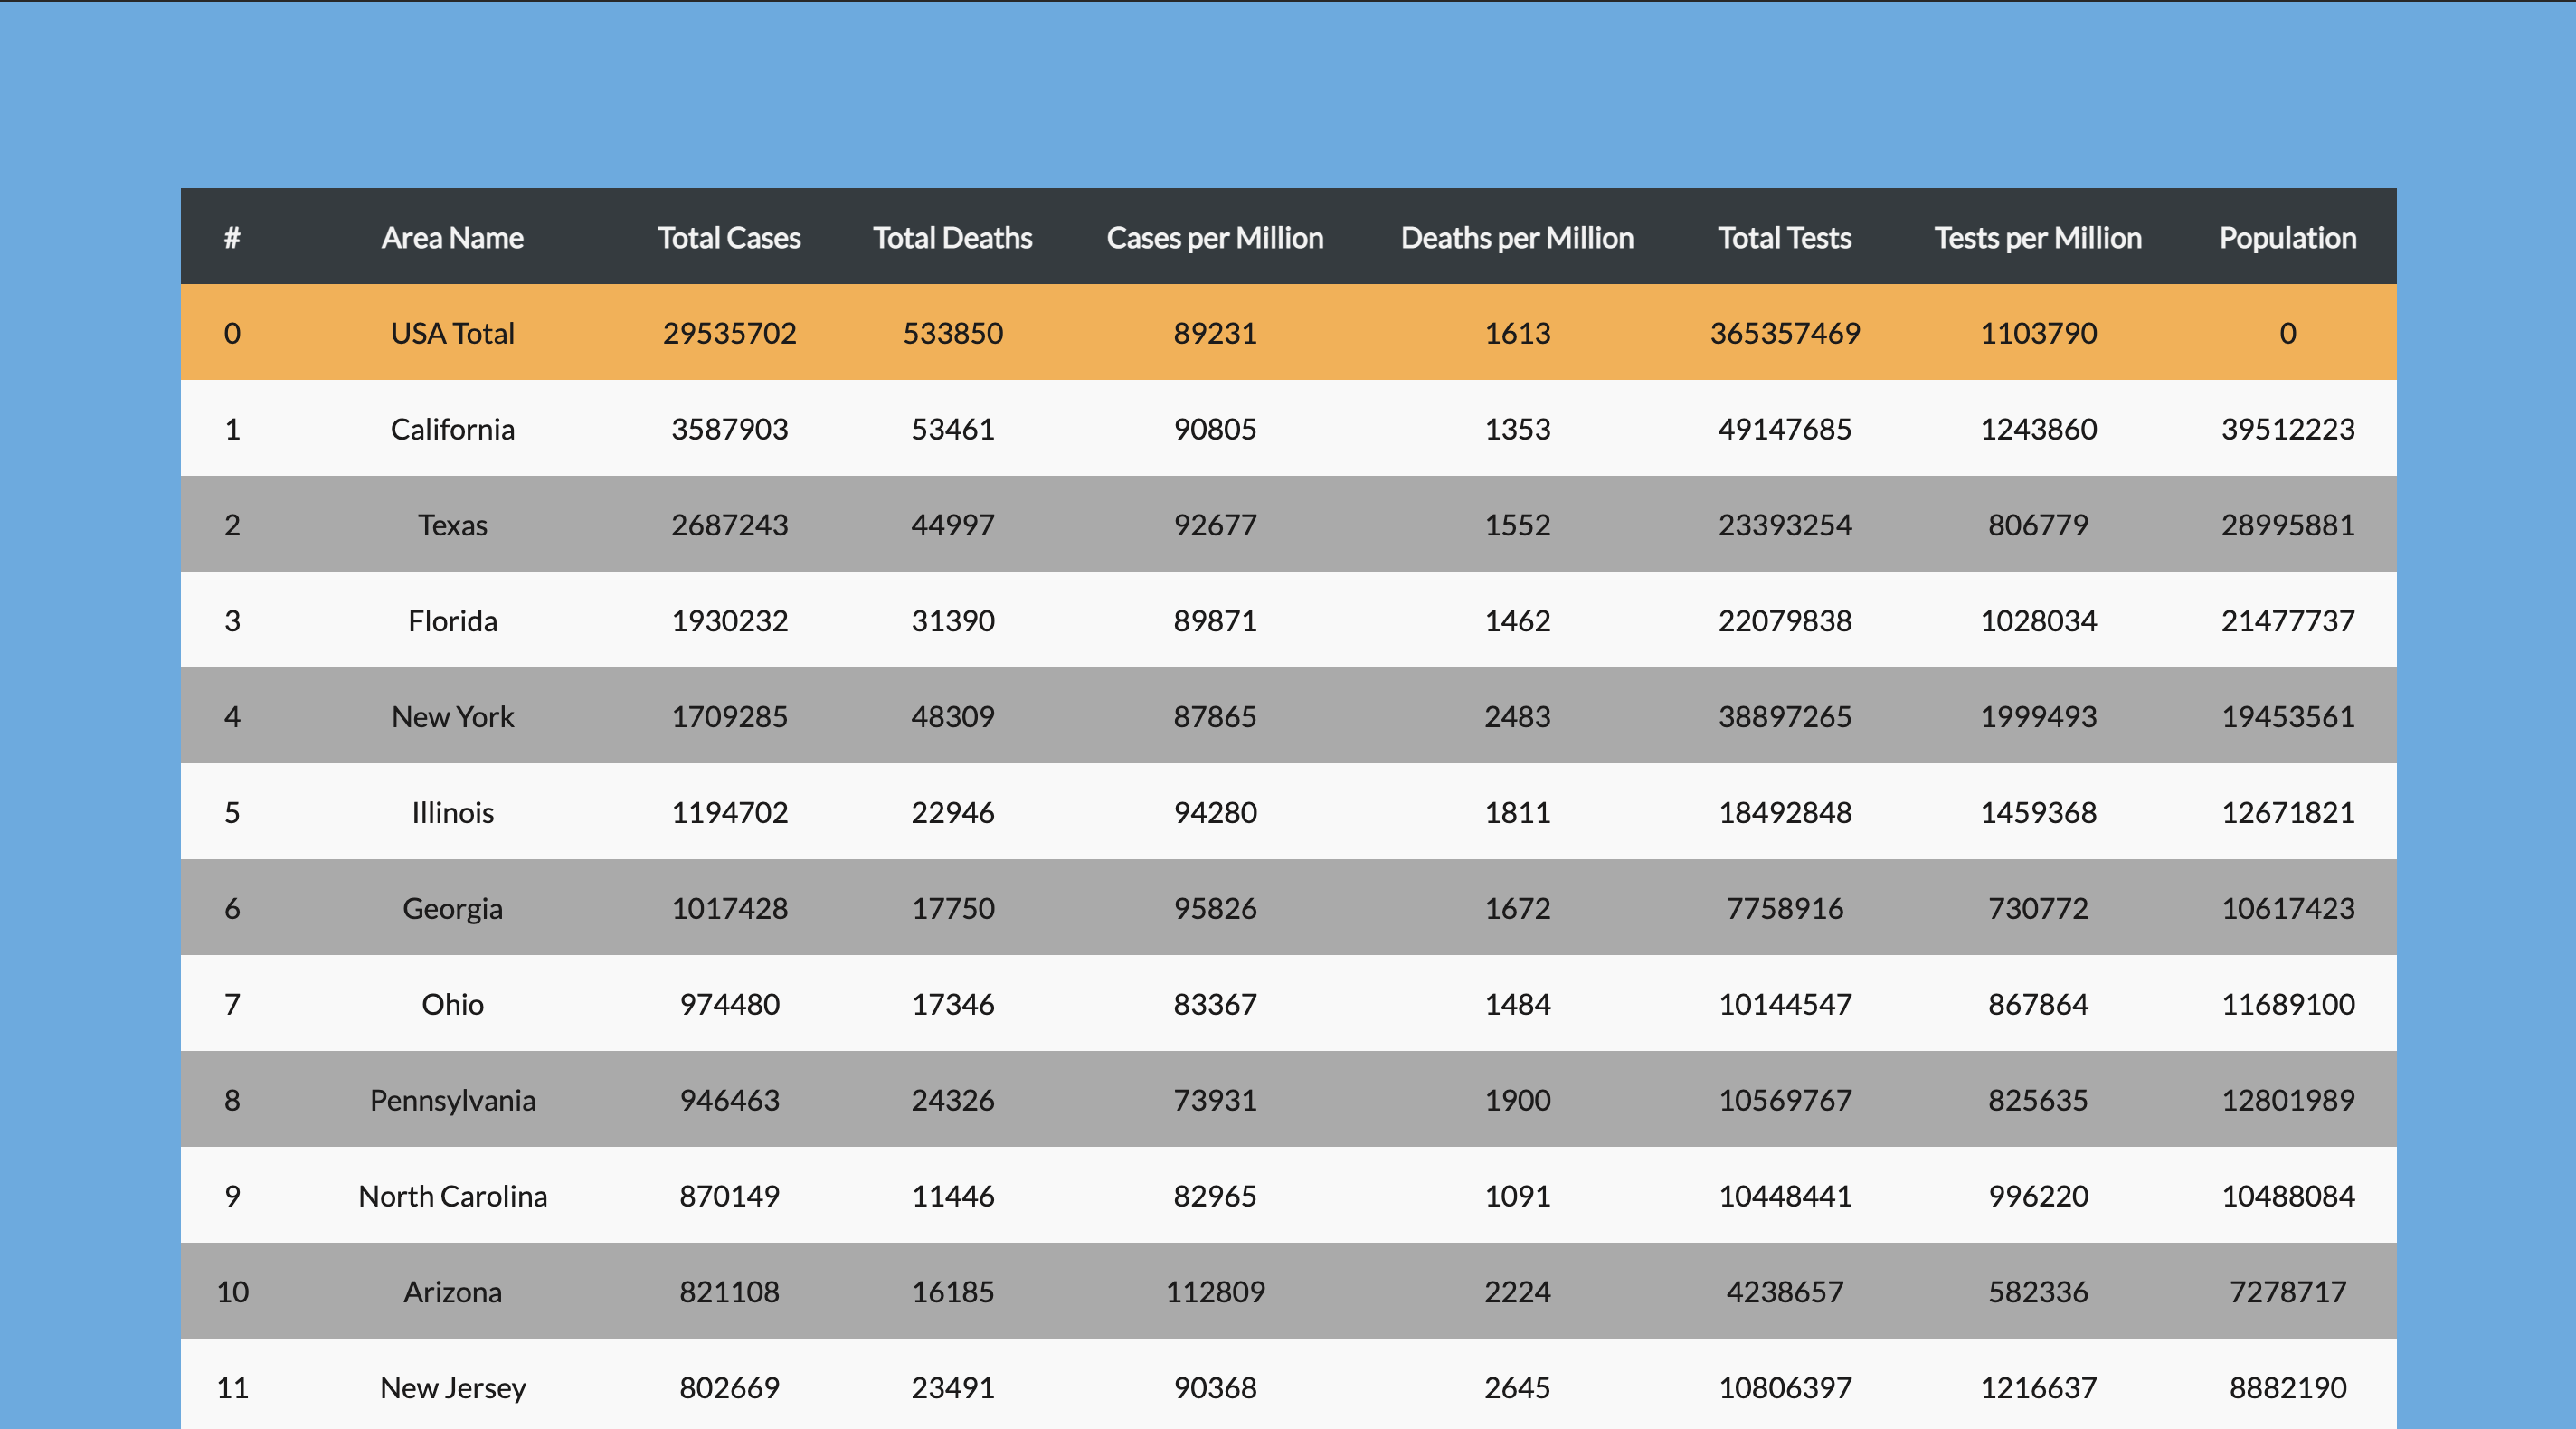 # Area Name Total Cases Total Deaths Cases per Million Deaths per Million Total Tests Tests per Million Population
0 USA Total 29535702 533850 89231 1613 365357469 1103790 0
1 California 3587903 53461 90805 1353 49147685 1243860 39512223
2 Texas 2687243 44997 92677 1552 23393254 806779 28995881
3 Florida 1930232 31390 89871 1462 22079838 1028034 21477737
4 New York 1709285 48309 87865 2483 38897265 1999493 19453561
5 Illinois 1194702 22946 94280 1811 18492848 1459368 12671821
6 Georgia 1017428 17750 95826 1672 7758916 730772 10617423
7 Ohio 974480 17346 83367 1484 10144547 867864 11689100
8 Pennsylvania 946463 24326 73931 1900 10569767 825635 12801989
9 North Carolina 870149 11446 82965 1091 10448441 996220 10488084
10 Arizona 821108 16185 112809 2224 4238657 582336 7278717
11 New Jersey 802669 23491 90368 2645 10806397 1216637 8882190